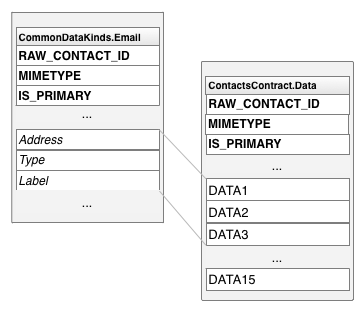 CommonDataKinds.Email
RAW_CONTACT_ID
MIMETYPE
IS_PRIMARY
...
Address
Type
Label
...
ContactsContract.Data
RAW_CONTACT_ID
MIMETYPE
IS_PRIMARY
...
DATA1
DATA2
DATA3
...
DATA15